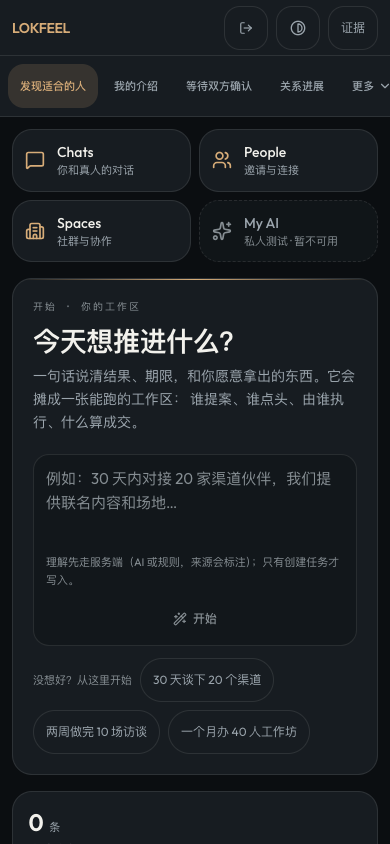 LOKFEEL
证据
发现适合的人
我的介绍
等待双方确认
关系进展
更多
Chats
你和真人的对话
People
邀请与连接
Spaces
社群与协作
My AI
私人测试·暂不可用
开始 · 你的工作区
今天想推进什么?
一句话说清结果、期限，和你愿意拿出的东西。它会
摊成一张能跑的工作区： 谁提案、谁点头、由谁执
行、什么算成交。
例如：30 天内对接 20 家渠道伙伴，我们提
供联名内容和场地...
理解先走服务端（AI 或规则，来源会标注）；只有创建任务才
写入。
开始
没想好？从这里开始
30 天谈下 20 个渠道
两周做完 10 场访谈
一个月办 40 人工作坊
0 条